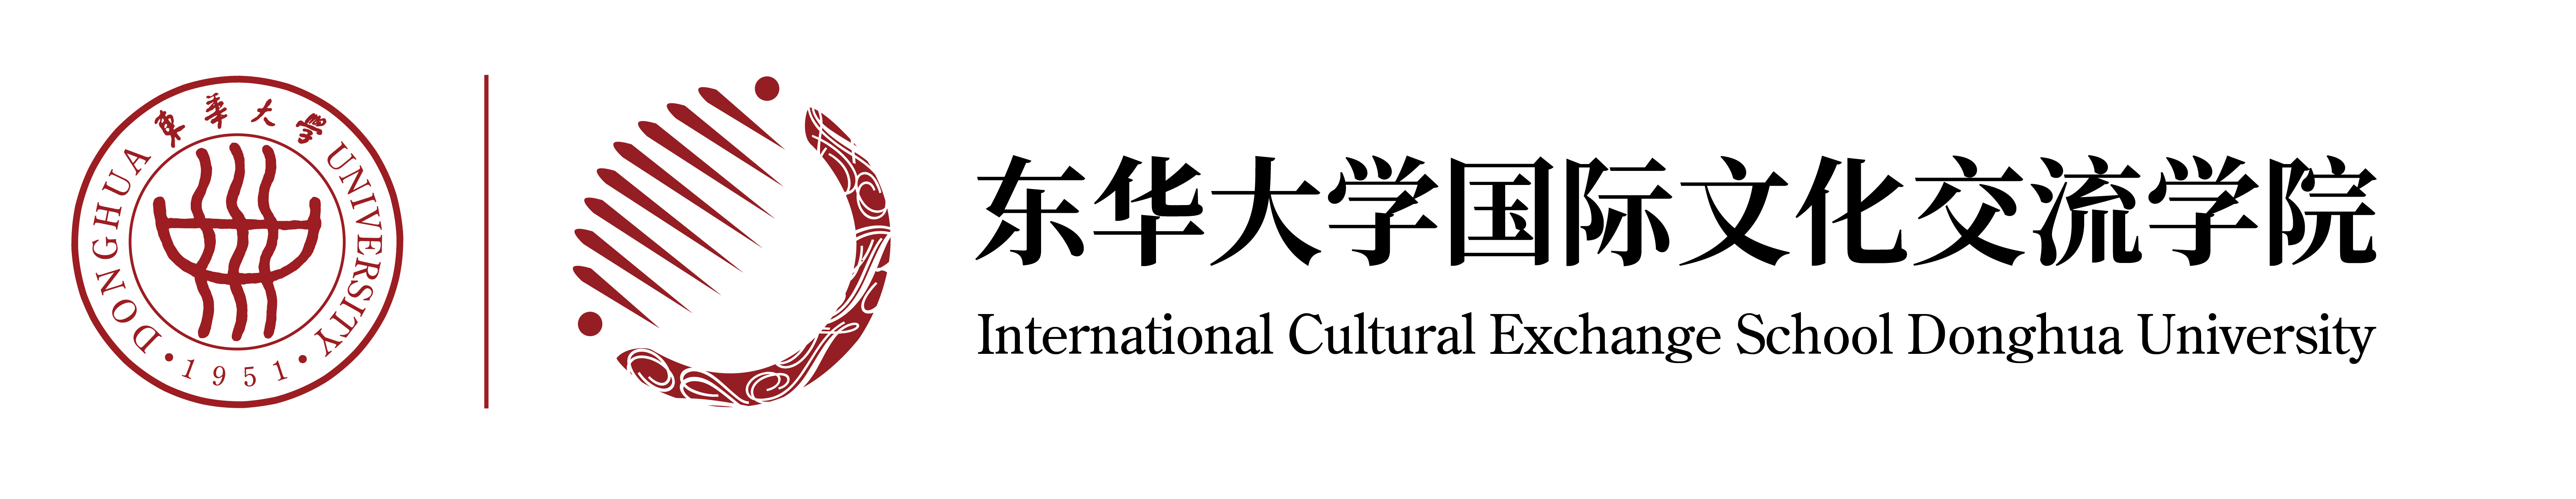 東華大學
DONGHUA UNIVERSITY
1951
东华大学国际文化交流学院
International Cultural Exchange School Donghua University